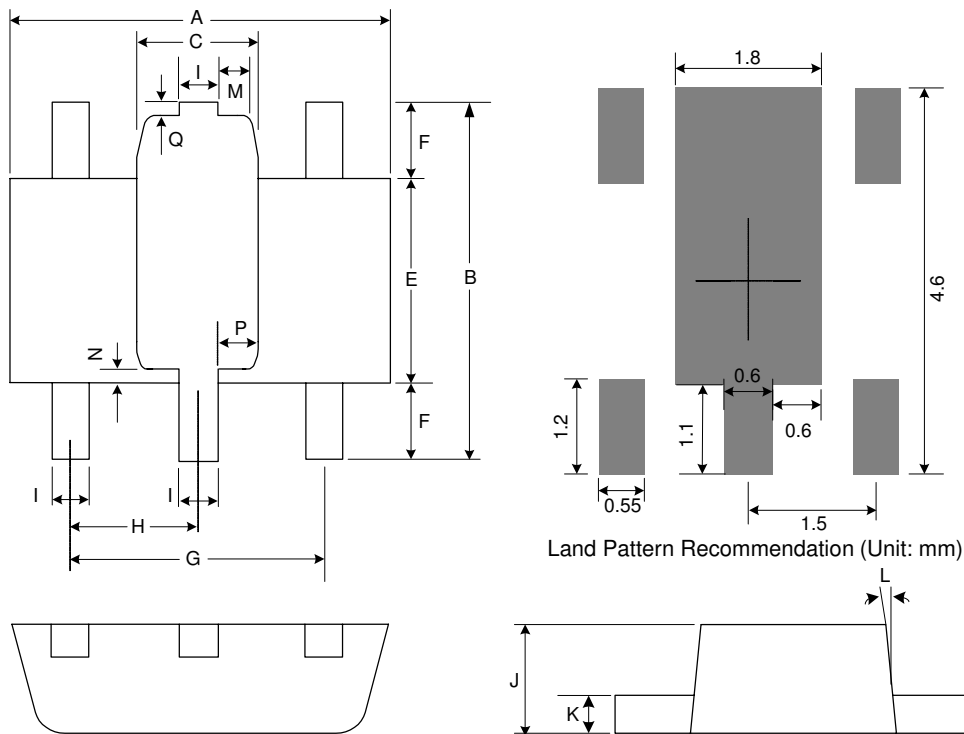 A
C
I
M
Q
F
E
B
P
N
F
I
I
H
G
1.8
4.6
0.6
1.2
1.1
0.6
0.55
1.5
Land Pattern Recommendation (Unit: mm)
L
J
K